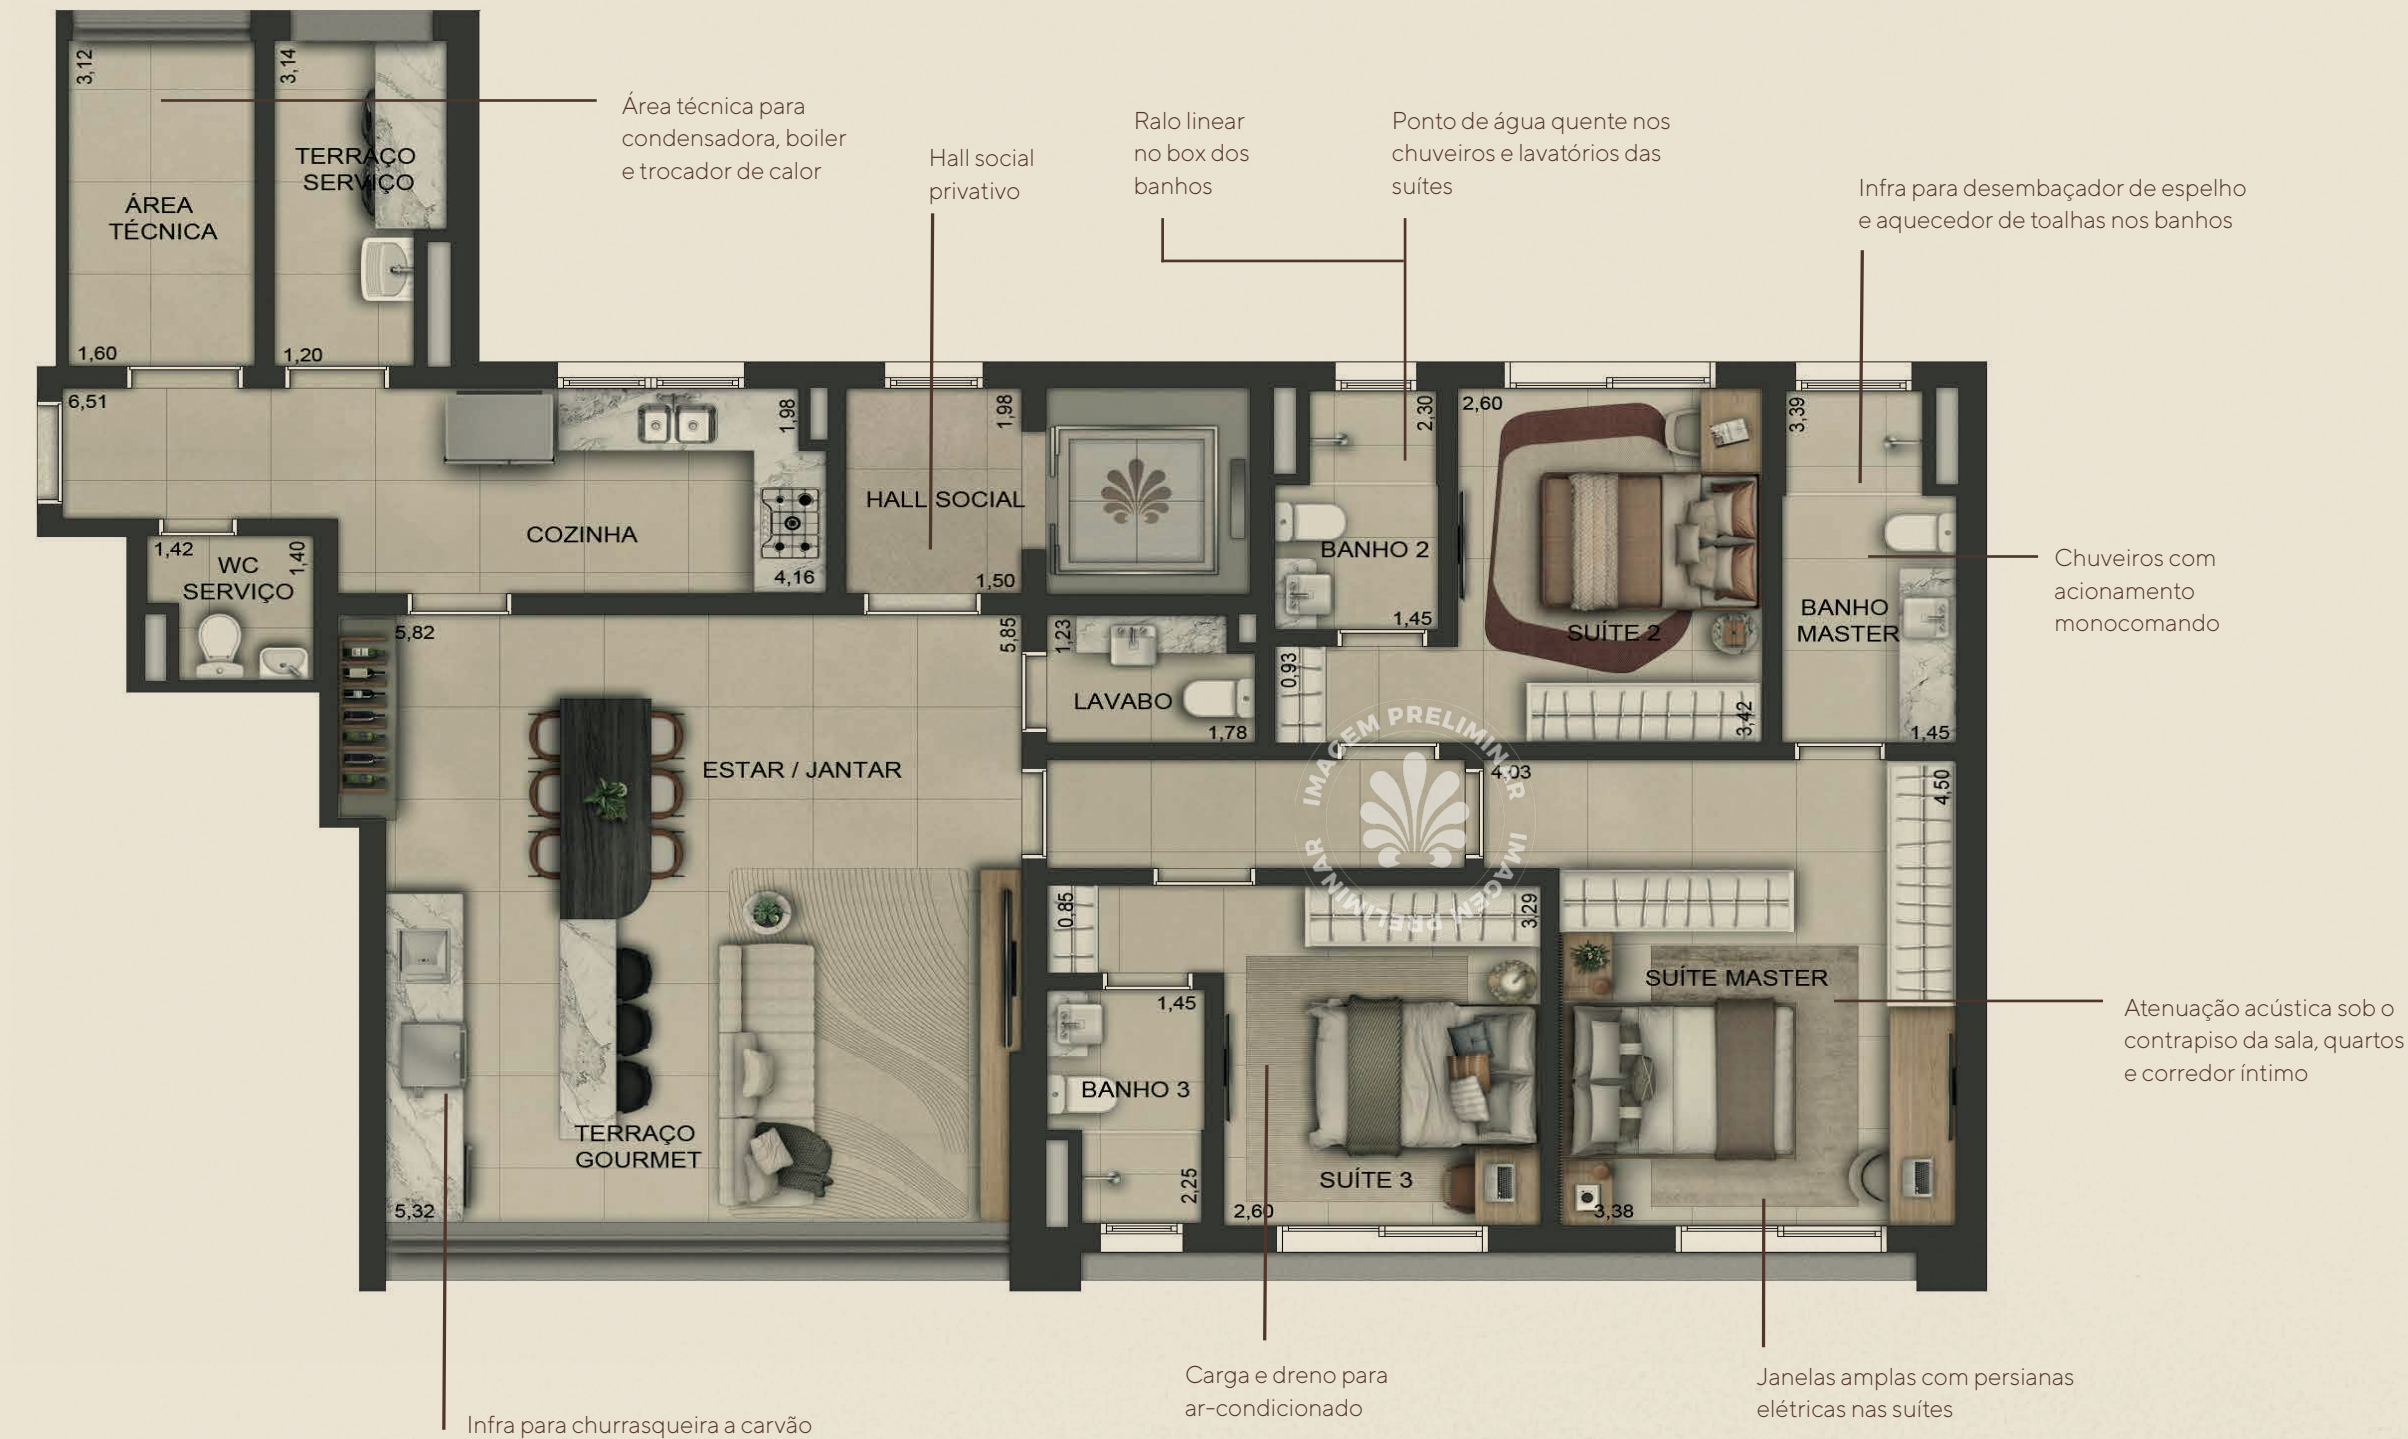 3,12
3,14
Área técnica para
condensadora, boiler
e trocador de calor
TERRAÇO
SERVIÇO
ÁREA
TÉCNICA
1,60
1,20
Hall social
privativo
Ralo linear
no box dos
banhos
Ponto de água quente nos
chuveiros e lavatórios das
suítes
Infra para desembaçador de espelho
e aquecedor de toalhas nos banhos
6,51
1,98
COZINHA
4,16
1,42
1,40
WC
SERVIÇO
1,98
HALL SOCIAL
1,50
2,30
BANHO 2
1,45
2,60
SUÍTE 2
0,93
3,42
3,39
BANHO
MASTER
1,45
Chuveiros com
acionamento
monocomando
5,82
5,85
ESTAR / JANTAR
1,23
LAVABO
1,78
IMAGEM PRELIMINAR
IMAGEM PRELIMINAR
4,03
4,50
0,85
3,29
SUÍTE MASTER
Atenuação acústica sob o
contrapiso da sala, quartos
e corredor íntimo
1,45
BANHO 3
2,25
TERRAÇO
GOURMET
5,32
SUÍTE 3
2,60
3,38
Carga e dreno para
ar-condicionado
Janelas amplas com persianas
elétricas nas suítes
Infra para churrasqueira a carvão